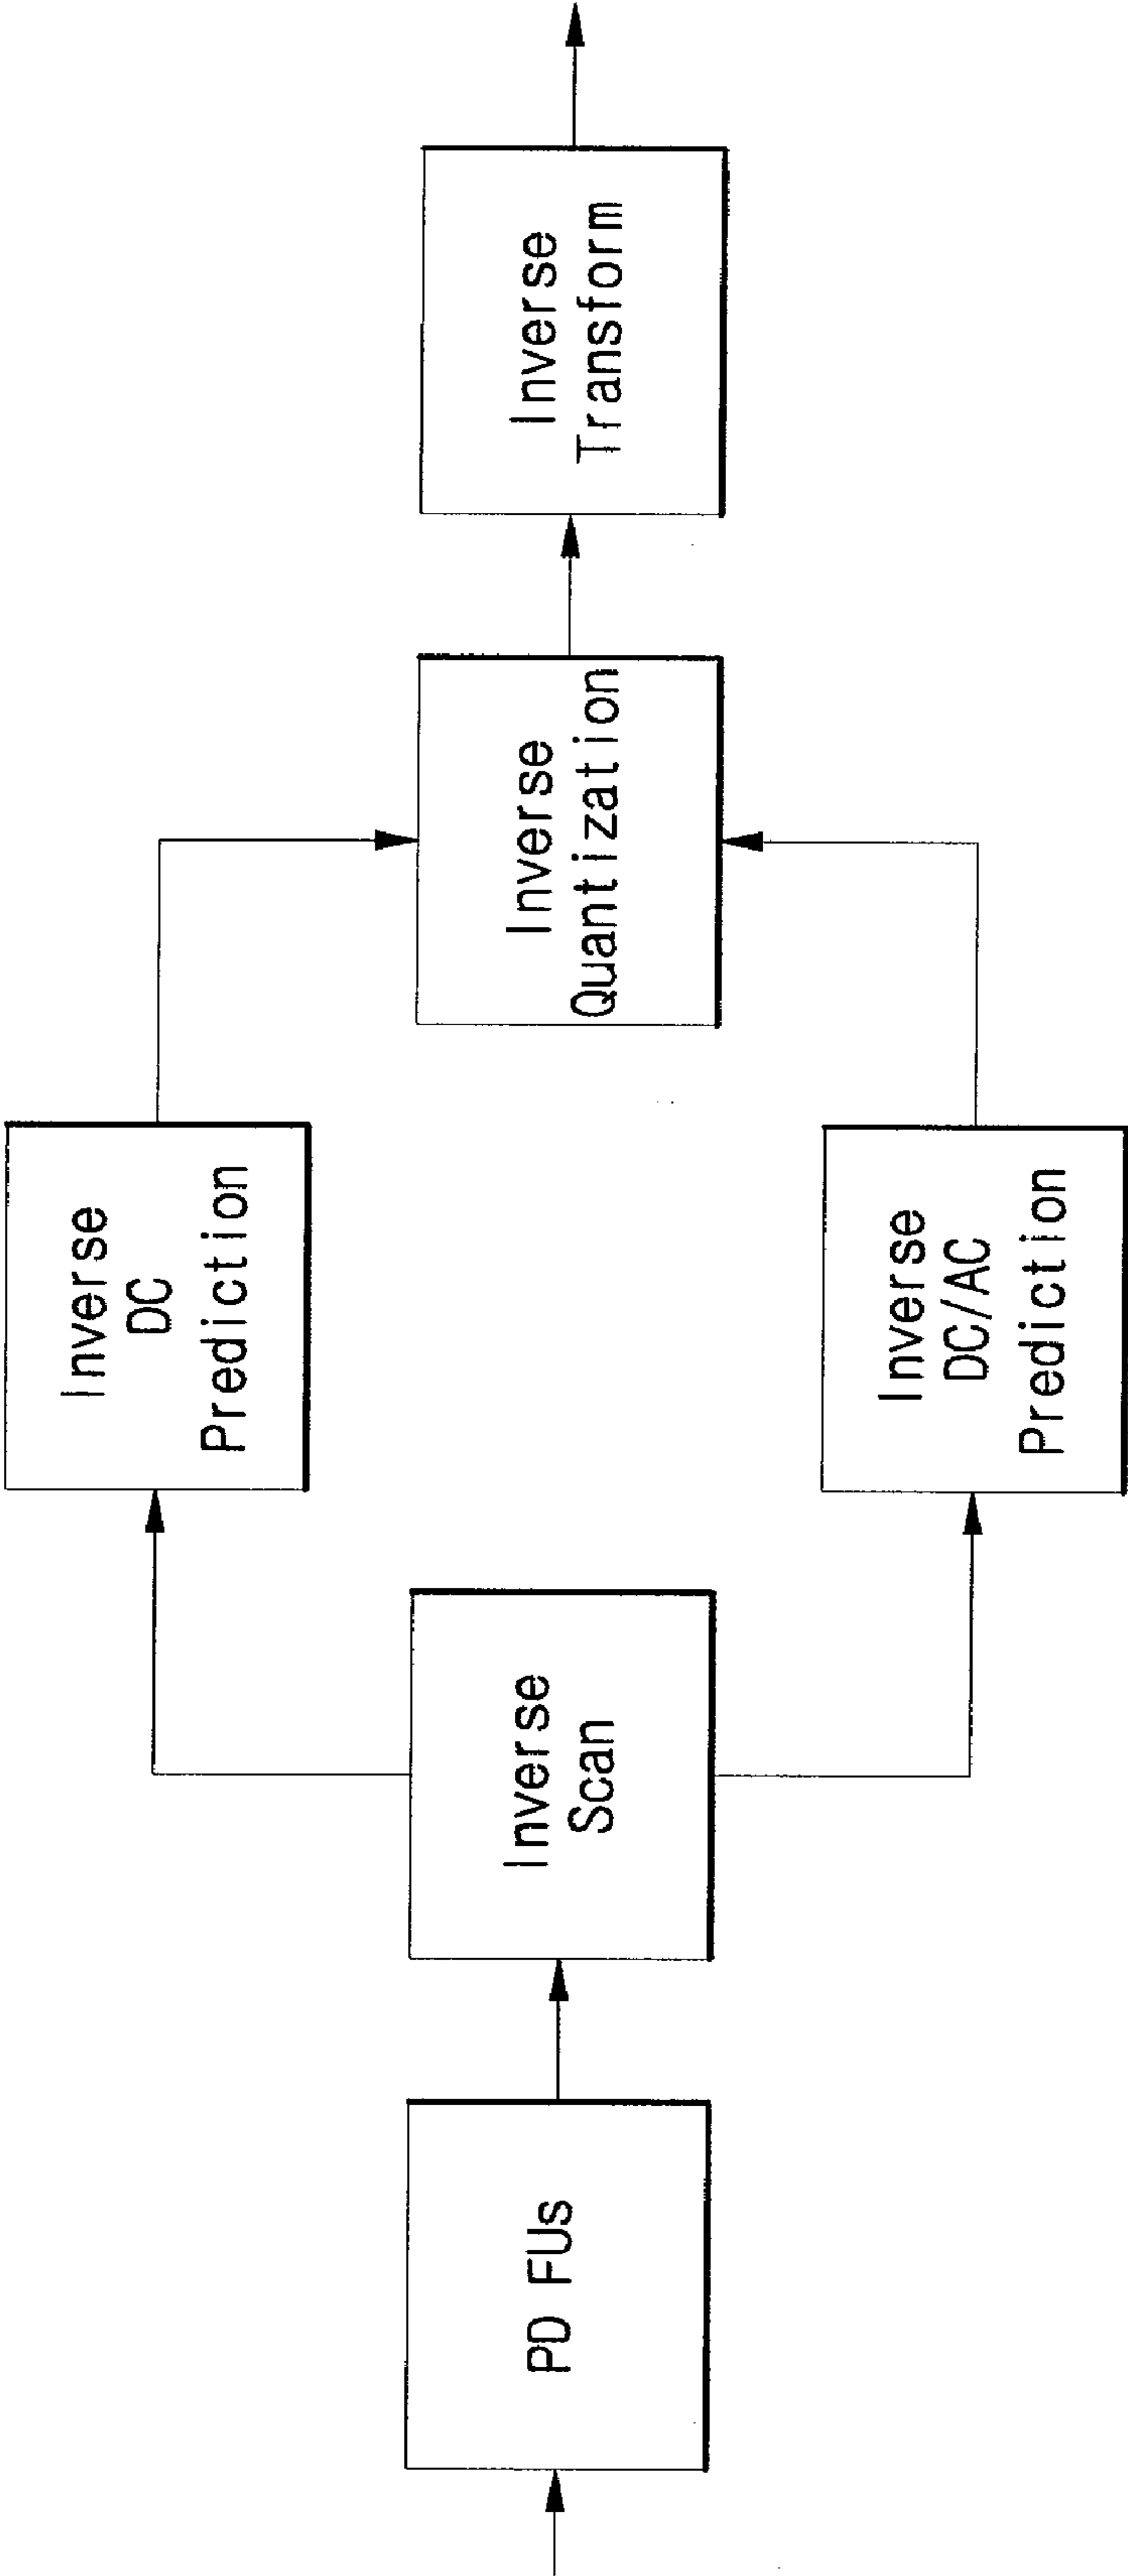 PD FUs
Inverse
Scan
Inverse
DC
Prediction
Inverse
DC/AC
Prediction
Inverse
Quantization
Inverse
Transform